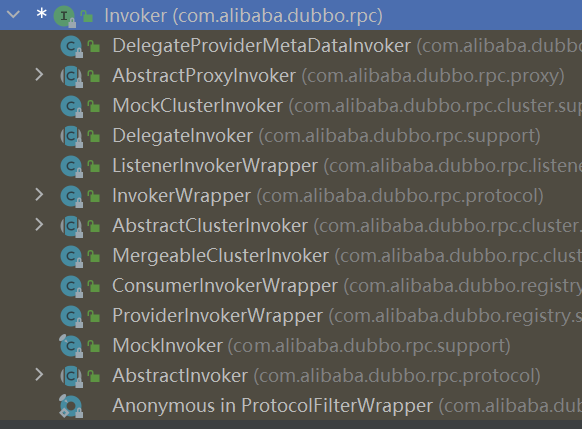 Invoker (com.alibaba.dubbo.rpc)
DelegateProviderMetaDataInvoker (com.alibaba.dubbo
AbstractProxyInvoker (com.alibaba.dubbo.rpc.proxy)
MockClusterInvoker (com.alibaba.dubbo.rpc.cluster.sup
DelegateInvoker (com.alibaba.dubbo.rpc.support)
ListenerInvokerWrapper (com.alibaba.dubbo.rpc.listene
InvokerWrapper (com.alibaba.dubbo.rpc.protocol)
AbstractClusterInvoker (com.alibaba.dubbo.rpc.cluster.
MergeableClusterInvoker (com.alibaba.dubbo.rpc.clust
ConsumerInvokerWrapper (com.alibaba.dubbo.registry
ProviderInvokerWrapper (com.alibaba.dubbo.registry.s
MockInvoker (com.alibaba.dubbo.rpc.support)
AbstractInvoker (com.alibaba.dubbo.rpc.protocol)
Anonymous in ProtocolFilterWrapper (com.alibaba.dub